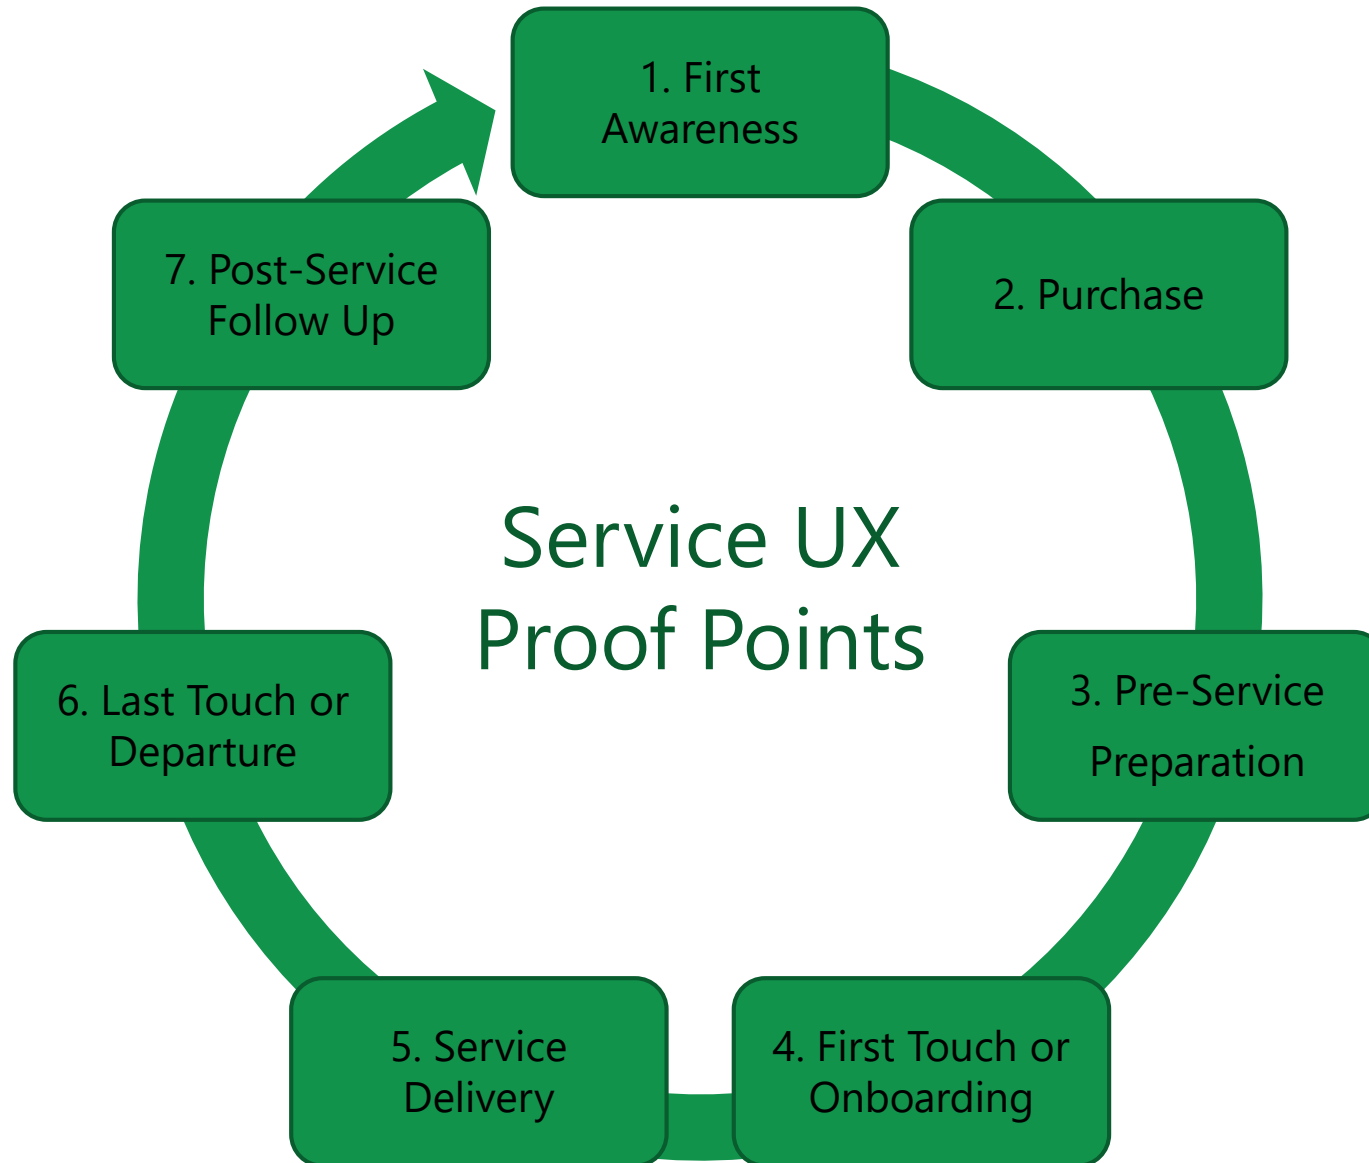 1. First
Awareness
2. Purchase
3. Pre-Service
Preparation
4. First Touch or
Onboarding
5. Service
Delivery
6. Last Touch or
Departure
7. Post-Service
Follow Up
Service UX
Proof Points